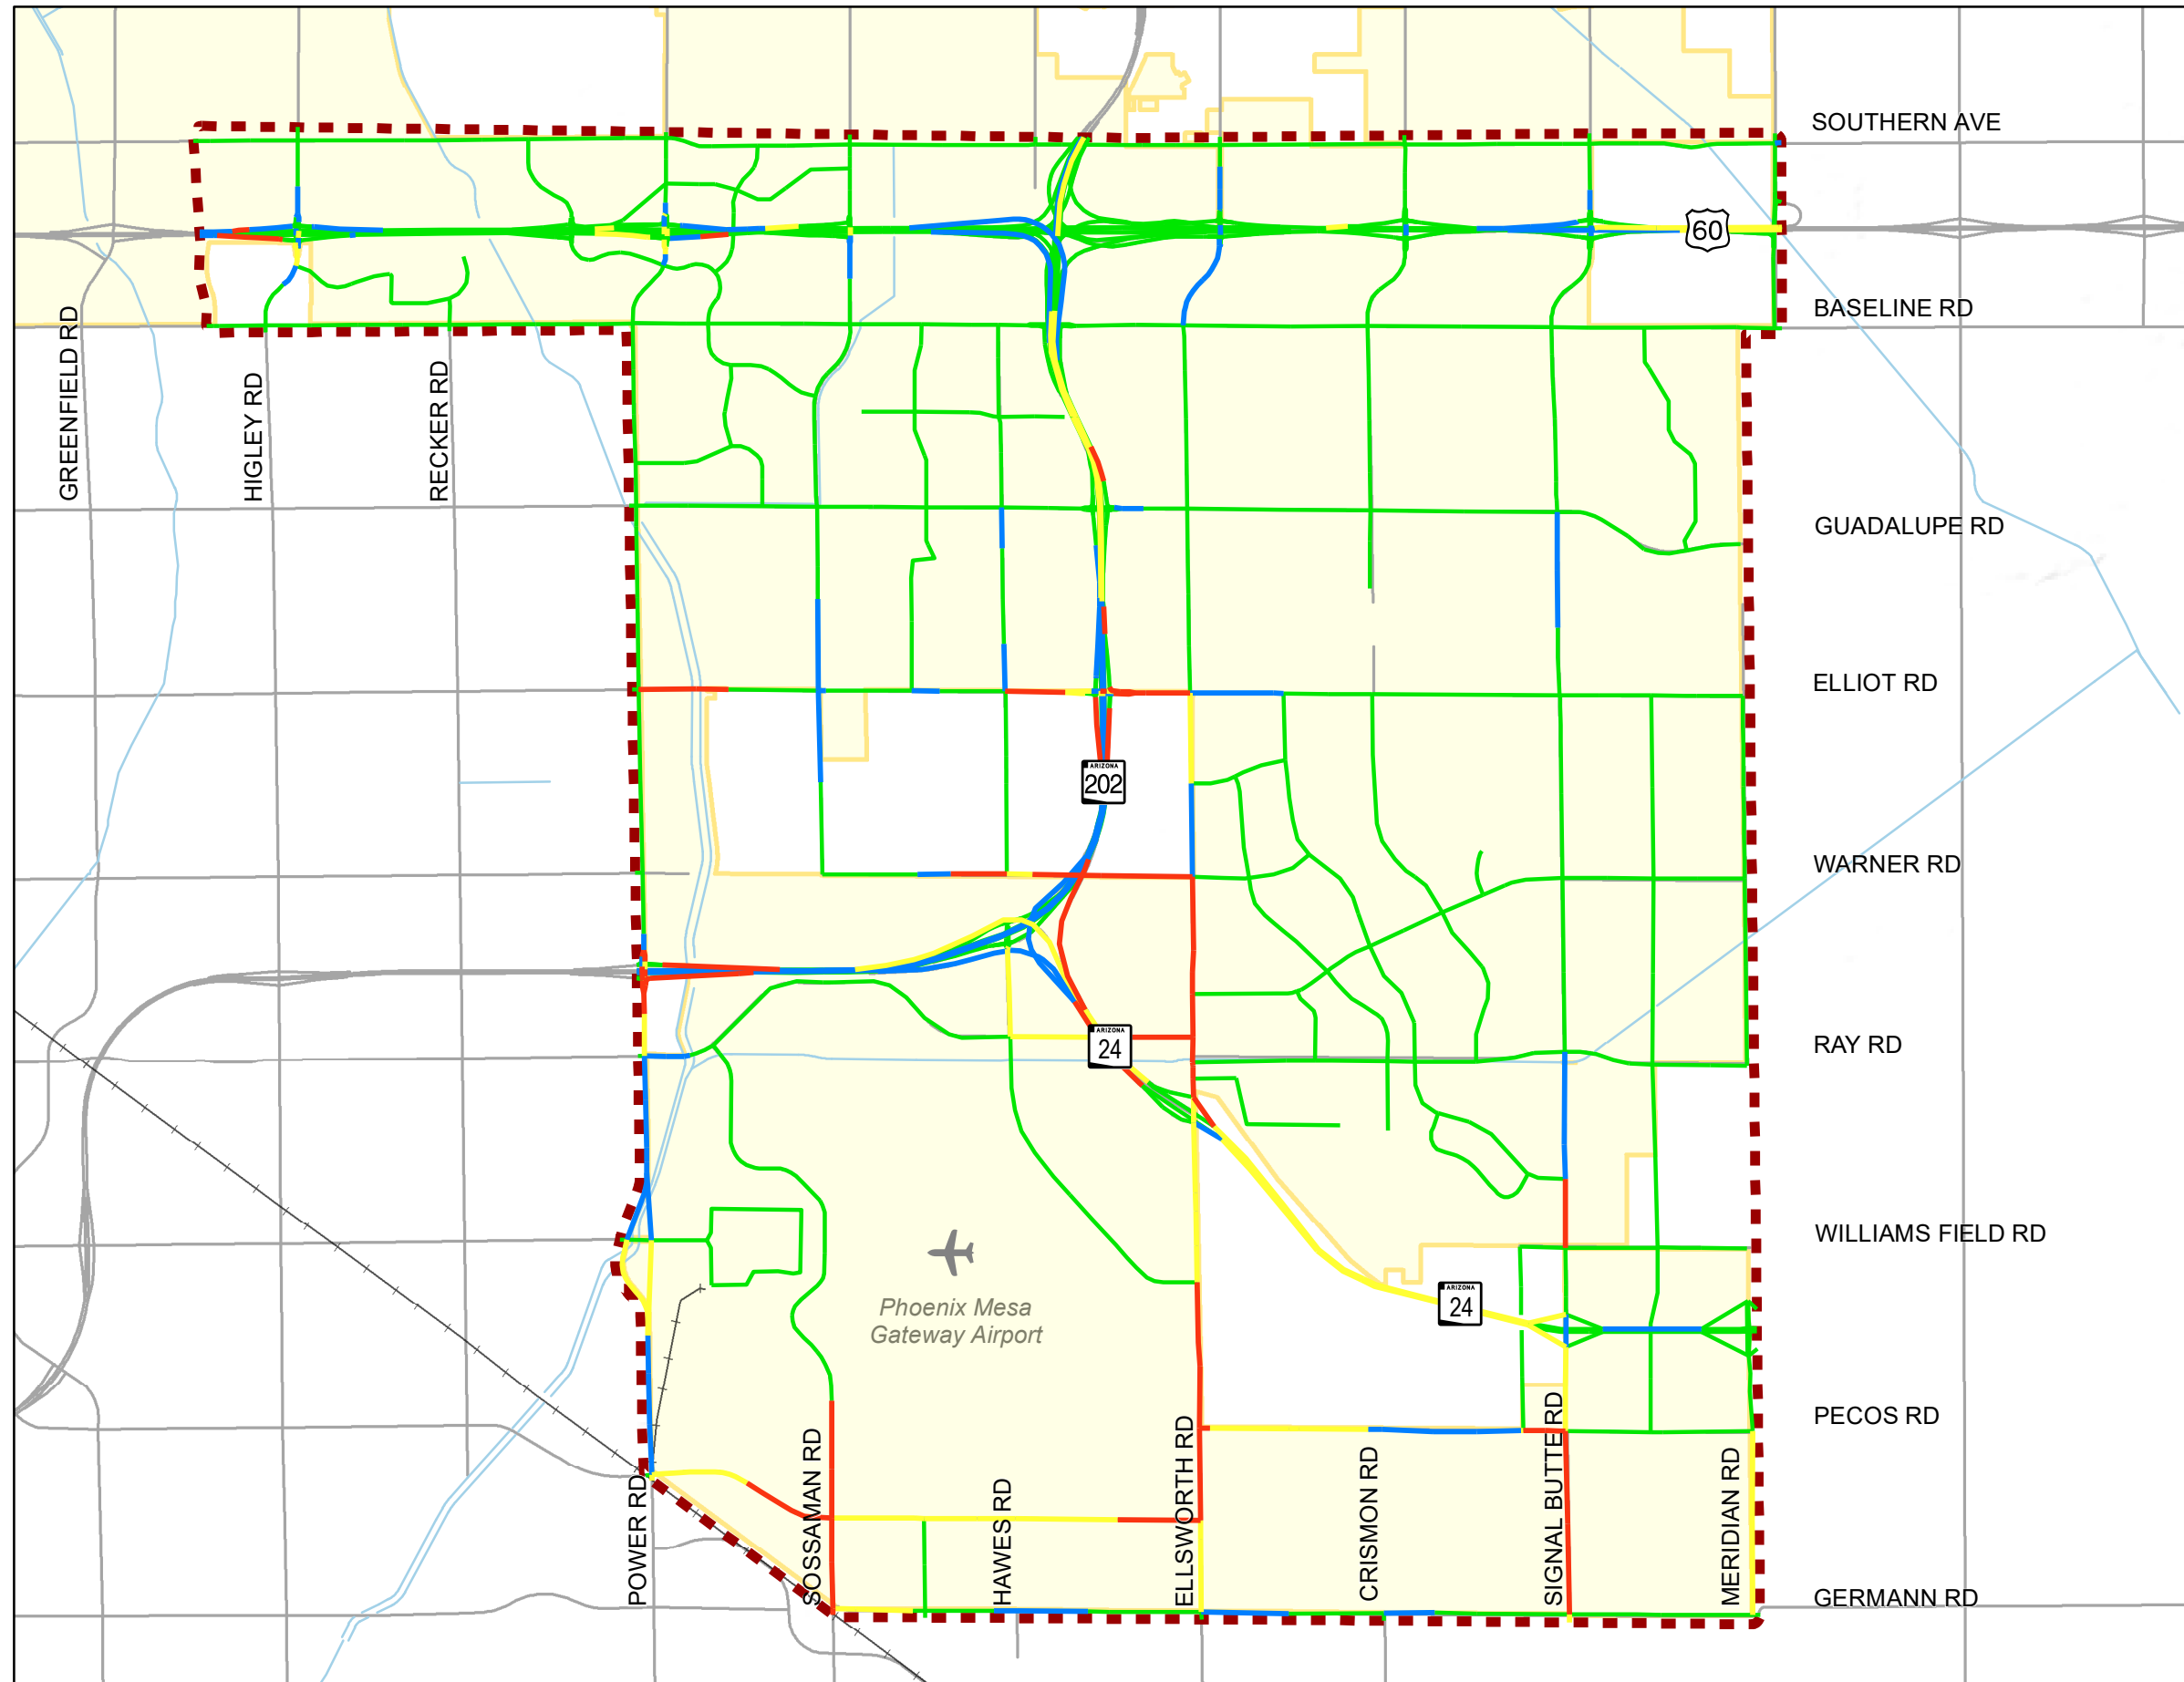 SOUTHERN AVE
60
BASELINE RD
GREENFIELD RD
HIGLEY RD
RECKER RD
GUADALUPE RD
ELLIOT RD
ARIZONA
202
WARNER RD
ARIZONA
24
RAY RD
WILLIAMS FIELD RD
ARIZONA
24
Phoenix Mesa
Gateway Airport
PECOS RD
POWER RD
SOSSAMAN RD
HAWES RD
ELLSWORTH RD
CRISMON RD
SIGNAL BUTTE RD
MERIDIAN RD
GERMANN RD